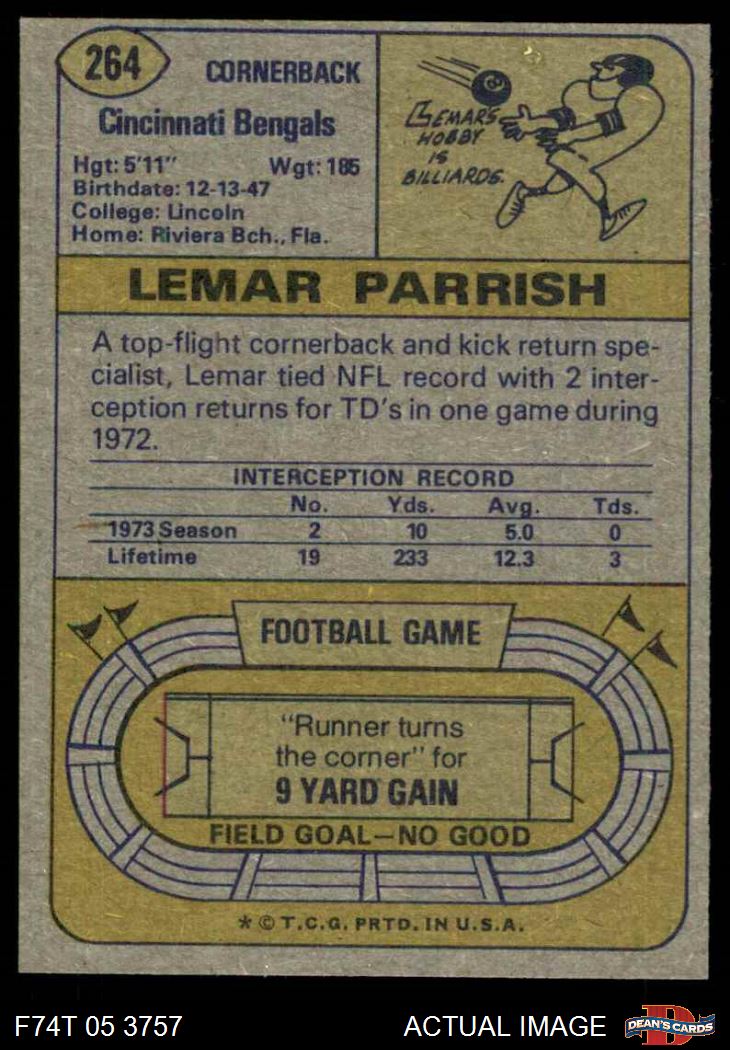 264
CORNERBACK
Cincinnati Bengals
Hgt: 5'11" Wgt: 185
Birthdate: 12-13-47
College: Lincoln
Home: Riviera Bch., Fla.
8
LEMAR'S
HOBBY
IS
BILLIARDS.
LEMAR PARRISH
A top-flight cornerback and kick return spe-
cialist, Lemar tied NFL record with 2 inter-
ception returns for TD's in one game during
1972.
INTERCEPTION RECORD
No. Yds. Avg. Tds.
1973 Season 2 10 5.0 0
Lifetime 19 233 12.3 3
FOOTBALL GAME
"Runner turns
the corner" for
9 YARD GAIN
FIELD GOAL—NO GOOD
* © T.C.G. PRTD. IN U.S.A.
F74T 05 3757 ACTUAL IMAGE
D
DEAN'S CARDS